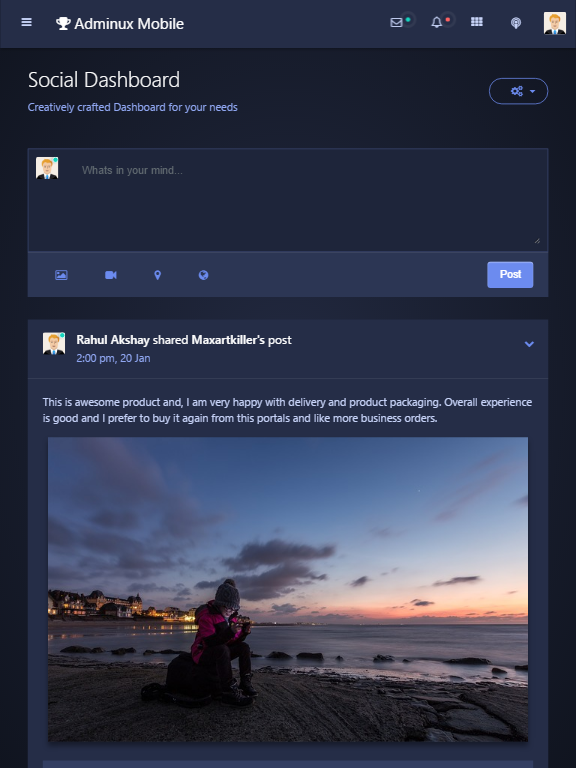 Adminux Mobile
Social Dashboard
Creatively crafted Dashboard for your needs
Whats in your mind...
Post
Rahul Akshay shared Maxartkiller's post
2:00 pm, 20 Jan
This is awesome product and, I am very happy with delivery and product packaging. Overall experience
is good and I prefer to buy it again from this portals and like more business orders.